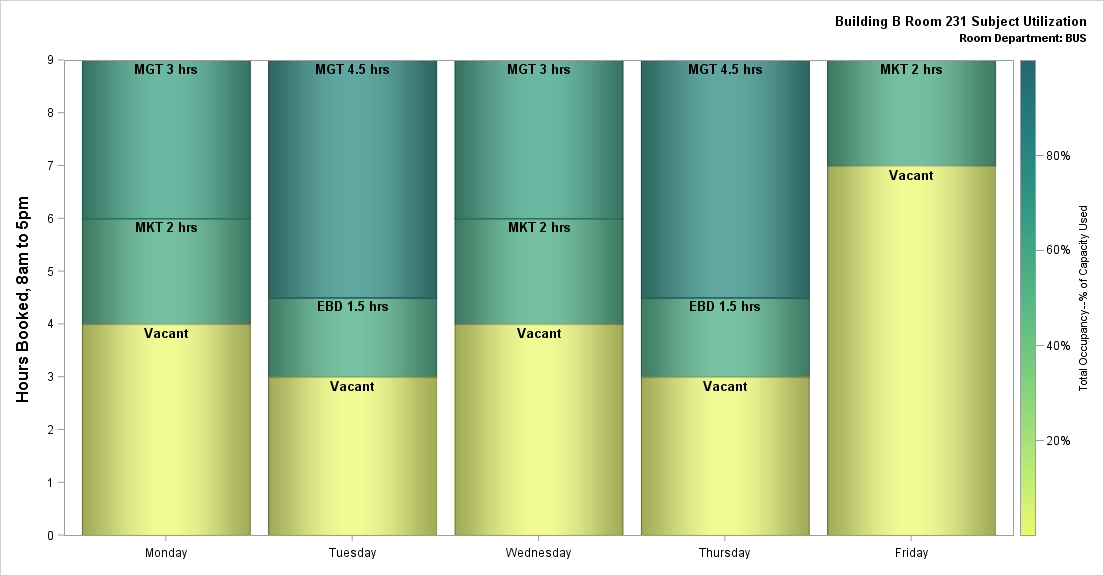 Building B Room 231 Subject Utilization
Room Department: BUS
Hours Booked, 8am to 5pm
9
8
7
6
5
4
3
2
1
0
MGT 3 hrs
MKT 2 hrs
Vacant
MGT 4.5 hrs
EBD 1.5 hrs
Vacant
MGT 3 hrs
MKT 2 hrs
Vacant
MGT 4.5 hrs
EBD 1.5 hrs
Vacant
MKT 2 hrs
Vacant
Monday
Tuesday
Wednesday
Thursday
Friday
80%
60%
40%
20%
Total Occupancy--% of Capacity Used